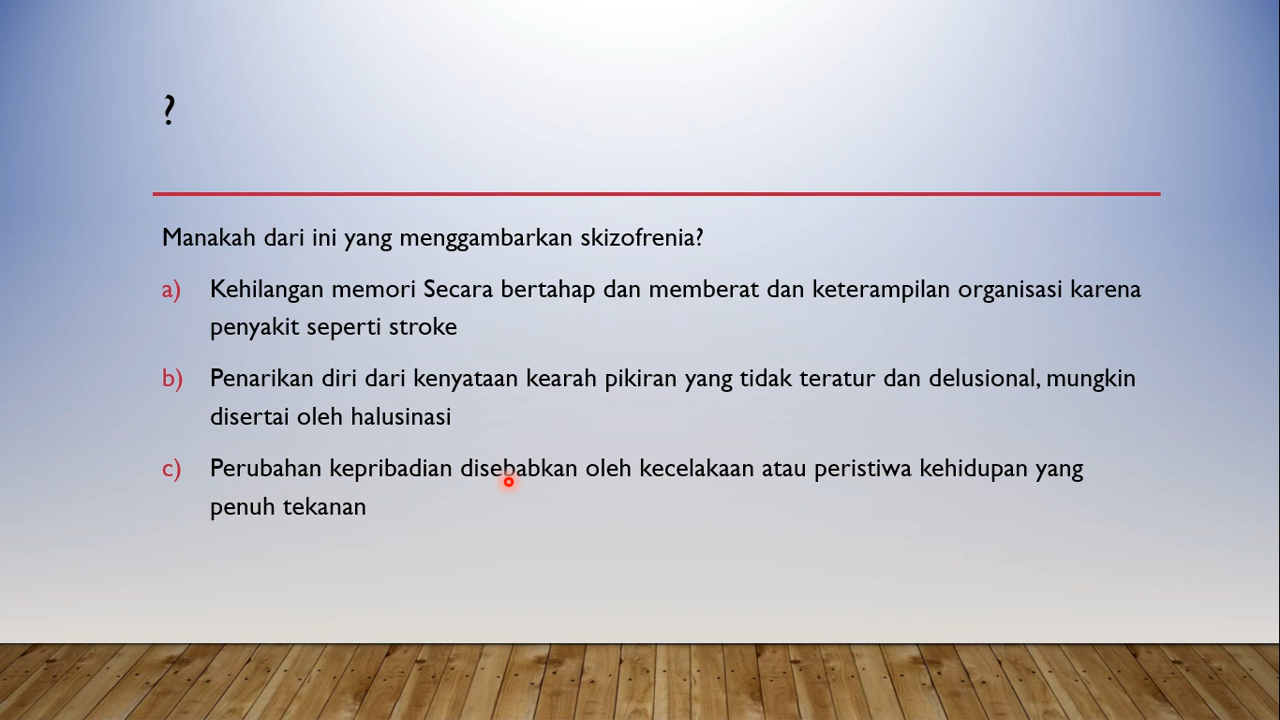 ?
Manakah dari ini yang menggambarkan skizofrenia?
a) Kehilangan memori Secara bertahap dan memberat dan keterampilan organisasi karena
penyakit seperti stroke
b) Penarikan diri dari kenyataan kearah pikiran yang tidak teratur dan delusional, mungkin
disertai oleh halusinasi
c) Perubahan kepribadian disebabkan oleh kecelakaan atau peristiwa kehidupan yang
penuh tekanan